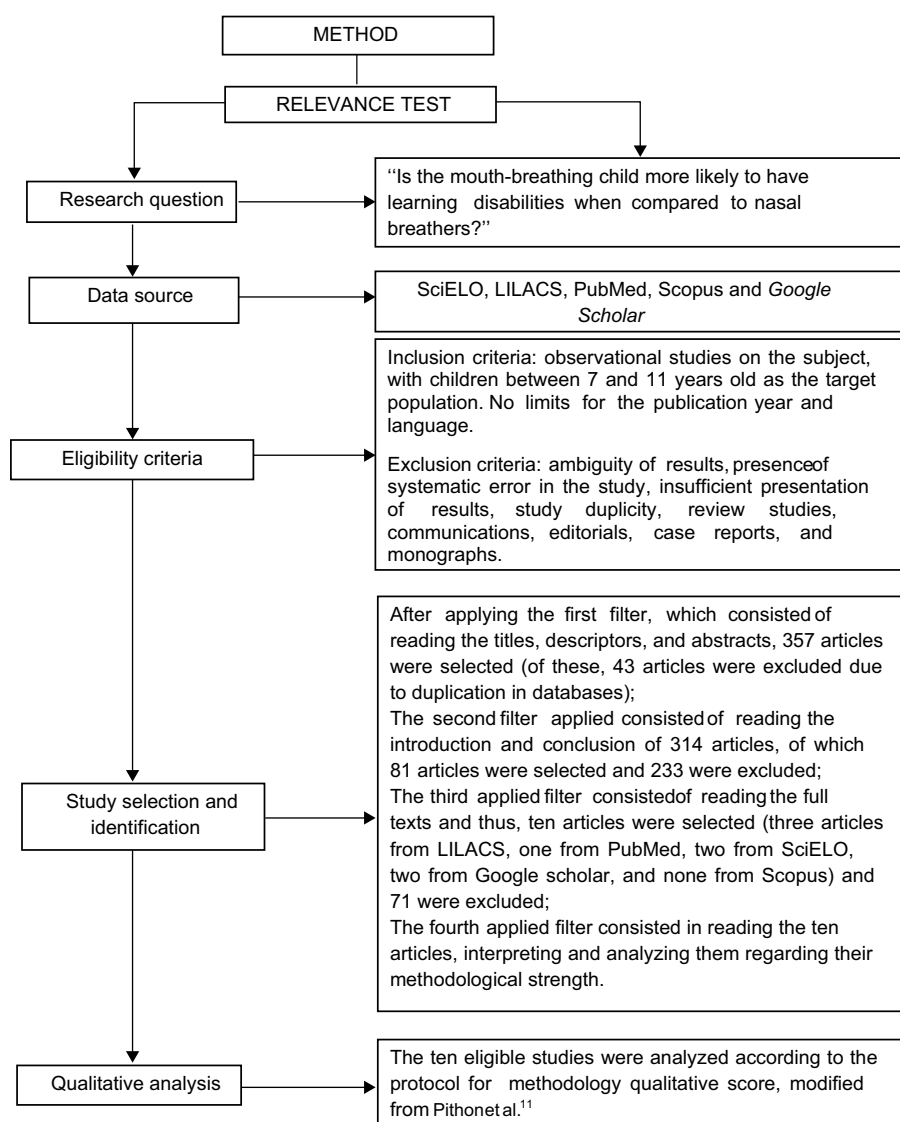 METHOD
RELEVANCE TEST
Research question
‘‘Is the mouth-breathing child more likely to have
learning disabilities when compared to nasal
breathers?’’
Data source
SciELO, LILACS, PubMed, Scopus and Google
Scholar
Eligibility criteria
Inclusion criteria: observational studies on the subject,
with children between 7 and 11 years old as the target
population. No limits for the publication year and
language.
Exclusion criteria: ambiguity of results, presenceof
systematic error in the study, insufficient presentation
of results, study duplicity, review studies,
communications, editorials, case reports, and
monographs.
Study selection and
identification
After applying the first filter, which consisted of
reading the titles, descriptors, and abstracts, 357 articles
were selected (of these, 43 articles were excluded due
to duplication in databases);
The second filter applied consisted of reading the
introduction and conclusion of 314 articles, of which
81 articles were selected and 233 were excluded;
The third applied filter consistedof reading the full
texts and thus, ten articles were selected (three articles
from LILACS, one from PubMed, two from SciELO,
two from Google scholar, and none from Scopus) and
71 were excluded;
The fourth applied filter consisted in reading the ten
articles, interpreting and analyzing them regarding their
methodological strength.
Qualitative analysis
The ten eligible studies were analyzed according to the
protocol for methodology qualitative score, modified
from Pithon et al.11